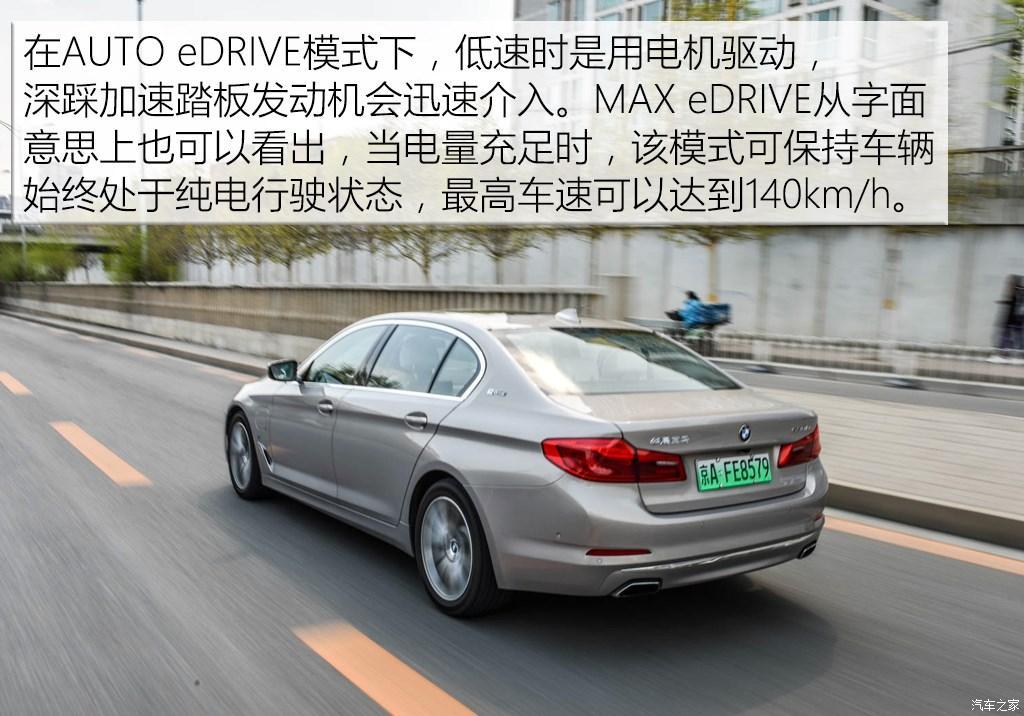 在AUTO eDRIVE模式下，低速时是用电机驱动，
深踩加速踏板发动机会迅速介入。MAX eDRIVE从字面
意思上也可以看出，当电量充足时，该模式可保持车辆
始终处于纯电行驶状态，最高车速可以达到140km/h。
华晨宝马
京A FE8579
汽车之家